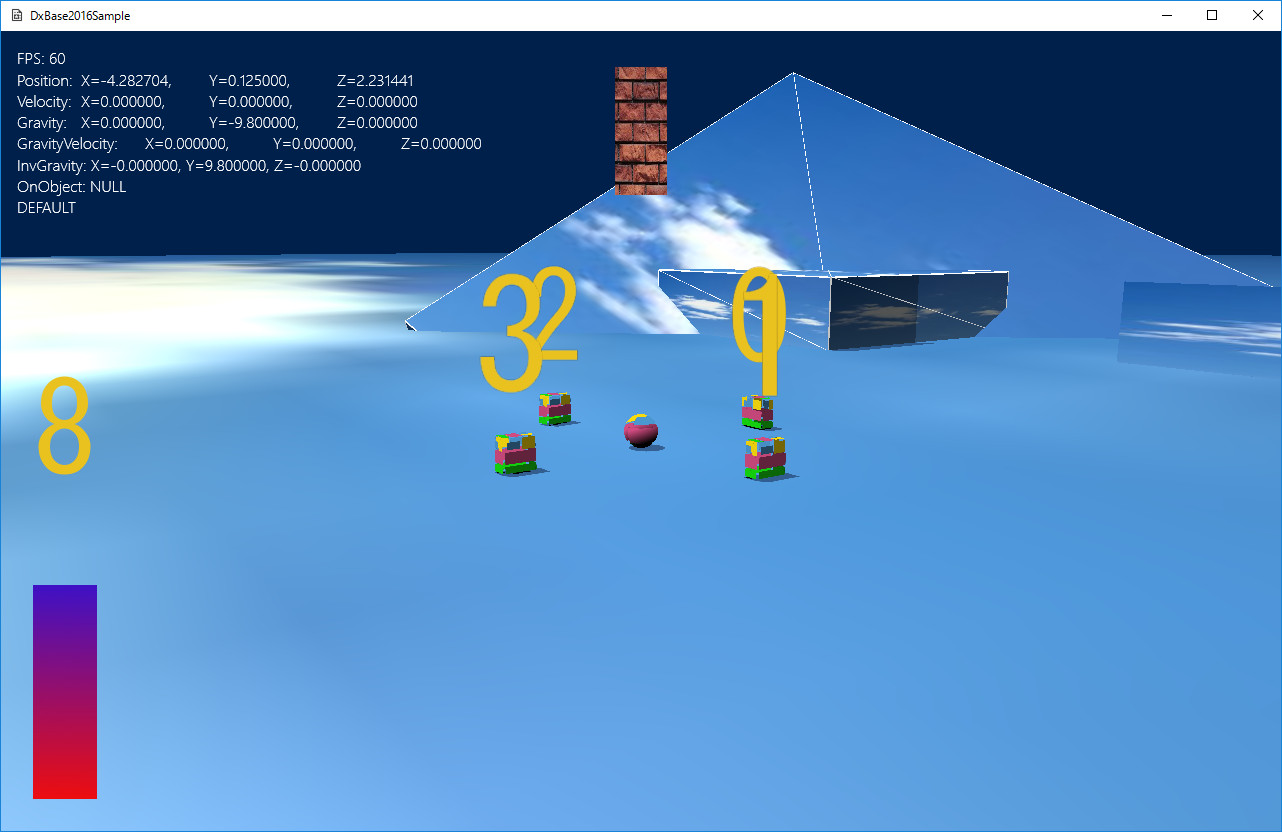 DxBase2016Sample
FPS: 60
Position: X=-4.282704, Y=0.125000, Z=2.231441
Velocity: X=0.000000, Y=0.000000, Z=0.000000
Gravity: X=0.000000, Y=-9.800000, Z=0.000000
GravityVelocity: X=0.000000, Y=0.000000, Z=0.000000
InvGravity: X=-0.000000, Y=9.800000, Z=-0.000000
OnObject: NULL
DEFAULT
3 2 0 1
8